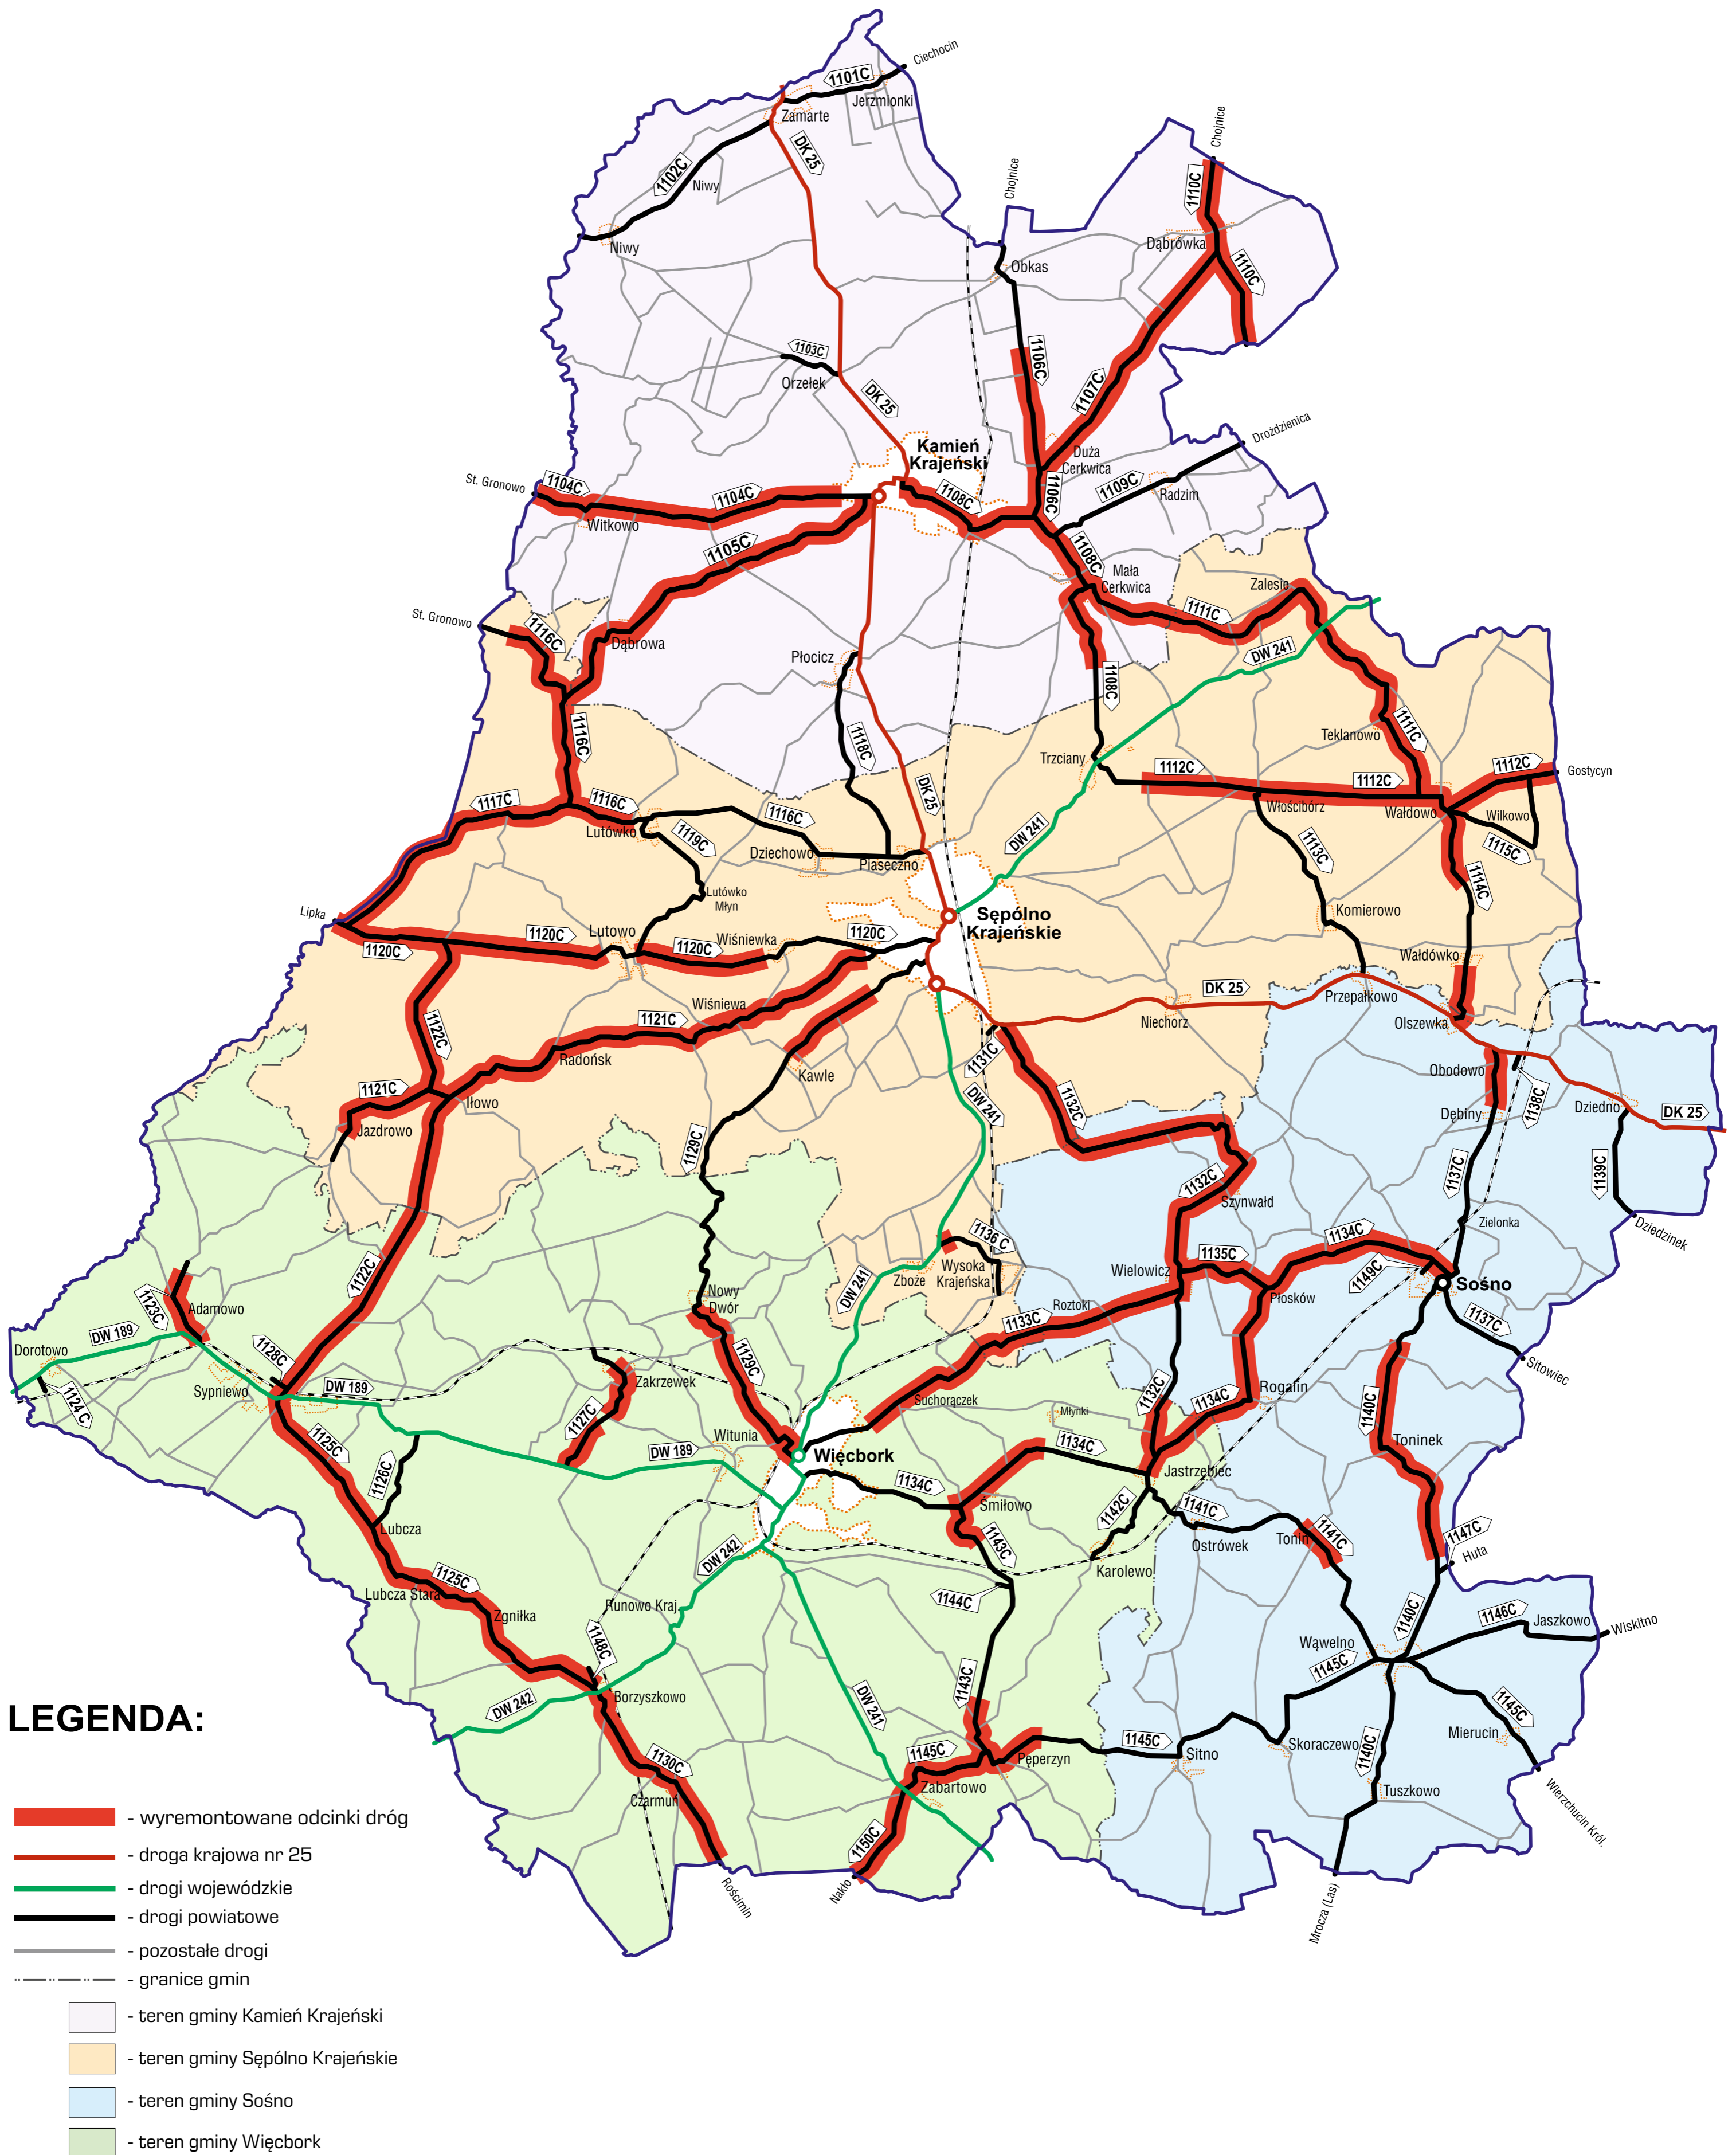 Ciechocin
1101C
Jerzmionki
Zamarte
DK 25
1102C
Niwy
Niwy
Chojnice
Chojnice
1110C
Dąbrówka
1110C
Obkas
1106C
1107C
1103C
Orzełek
DK 25
Kamień
Krajeński
Duża
Cerkwica
Drożdzienica
St. Gronowo
1104C
1104C
Witkowo
1108C
1106C
1109C
Radzim
1105C
1108C
Mała
Cerkwica
Zalesie
1111C
St. Gronowo
1116C
Dąbrowa
Płocicz
DW 241
1108C
1116C
1118C
Teklanowo
1111C
Trzciany
1112C
1112C
1112C
Gostycyn
DK 25
1117C
1116C
Lutówko
1116C
1119C
Dziechowo
Piaseczno
DW 241
Włościbórz
Wałdowo
Wilkowo
1115C
1113C
1114C
Lutówko
Młyn
Komierowo
Lipka
Sępólno
Krajeńskie
1120C
1120C
Lutowo
1120C
Wiśniewka
1120C
Wałdówko
Wiśniewa
1121C
DK 25
Przepałkowo
Niechorz
Olszewka
1122C
Radońsk
Kawle
1131C
Obodowo
1121C
Iłowo
DW 241
1132C
Dębiny
1138C
Dziedno
DK 25
Jazdrowo
1129C
1137C
1139C
1132C
Szynwałd
Zielonka
Dziedzinek
1136 C
1134C
1122C
Zboże
Wysoka
Krajeńska
Wielowicz
1135C
1149C
Sośno
1123C
Adamowo
Nowy
Dwór
DW 241
Roztoki
1133C
Płosków
1137C
Sitowiec
DW 189
Dorotowo
1128C
1129C
1124 C
Sypniewo
DW 189
Zakrzewek
Suchorączek
Rogalin
1127C
Młynki
1132C
1134C
1140C
1125C
Witunia
DW 189
Więcbork
1134C
Toninek
1126C
1134C
Jastrzębiec
Śmiłowo
1142C
1141C
Lubcza
1143C
Ostrówek
Tonin
1141C
1147C
Huta
DW 242
Karolewo
1125C
Lubcza Stara
Zgniłka
Runowo Kraj.
1144C
1140C
1146C
Jaszkowo
Wiskitno
1148C
Wąwelno
1145C
1143C
Borzyszkowo
DW 242
DW 241
1145C
Mierucin
1130C
1145C
Pęperzyn
1145C
Sitno
Skoraczewo
1140C
Czarmuń
Zabartowo
Tuszkowo
1150C
Wierzchucin Król.
Rościmin
Nakło
Mrocza (Las)
LEGENDA:
- wyremontowane odcinki dróg
- droga krajowa nr 25
- drogi wojewódzkie
- drogi powiatowe
- pozostałe drogi
- granice gmin
- teren gminy Kamień Krajeński
- teren gminy Sępólno Krajeńskie
- teren gminy Sośno
- teren gminy Więcbork